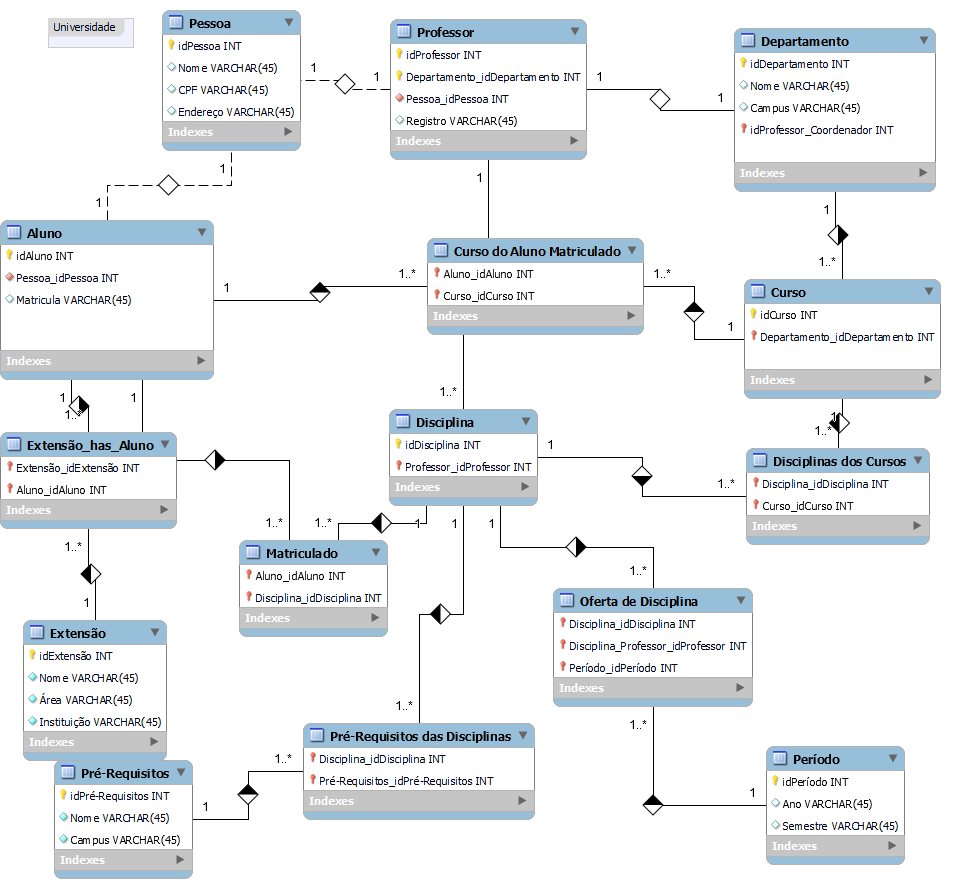 Universidade
Pessoa
idPessoa INT
Nome VARCHAR(45)
CPF VARCHAR(45)
Endereço VARCHAR(45)
Indexes
Professor
idProfessor INT
Departamento_idDepartamento INT
Pessoa_idPessoa INT
Registro VARCHAR(45)
Indexes
Departamento
idDepartamento INT
Nome VARCHAR(45)
Campus VARCHAR(45)
idProfessor_Coordenador INT
Indexes
1
1
1
1
1
1
1
1
1..*
Aluno
idAluno INT
Pessoa_idPessoa INT
Matricula VARCHAR(45)
Indexes
1
1..*
Curso do Aluno Matriculado
Aluno_idAluno INT
Curso_idCurso INT
Indexes
1..*
1
Curso
idCurso INT
Departamento_idDepartamento INT
Indexes
1
1..*
1
1..*
1
1..*
Extensão_has_Aluno
Extensão_idExtensão INT
Aluno_idAluno INT
Indexes
Disciplina
idDisciplina INT
Professor_idProfessor INT
Indexes
1
1..*
Disciplinas dos Cursos
Disciplina_idDisciplina INT
Curso_idCurso INT
Indexes
1..*
1..*
1
1
1
1..*
1
Matriculado
Aluno_idAluno INT
Disciplina_idDisciplina INT
Indexes
1..*
Oferta de Disciplina
Disciplina_idDisciplina INT
Disciplina_Professor_idProfessor INT
Período_idPeríodo INT
Indexes
Extensão
idExtensão INT
Nome VARCHAR(45)
Área VARCHAR(45)
Instituição VARCHAR(45)
Indexes
1..*
1..*
Pré-Requisitos das Disciplinas
Disciplina_idDisciplina INT
Pré-Requisitos_idPré-Requisitos INT
Indexes
Pré-Requisitos
idPré-Requisitos INT
Nome VARCHAR(45)
Campus VARCHAR(45)
Indexes
1
1..*
1
Período
idPeríodo INT
Ano VARCHAR(45)
Semestre VARCHAR(45)
Indexes